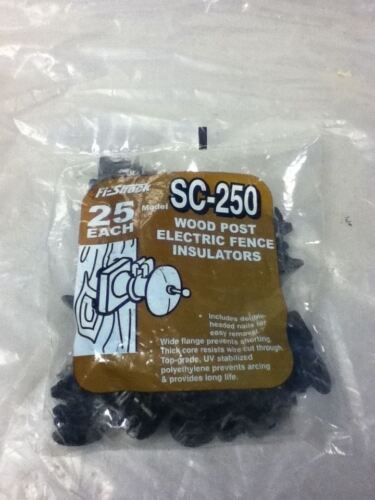 Fi-Shock
25
EACH
Model SC-250
WOOD POST
ELECTRIC FENCE
INSULATORS
• Includes double-
headed nails for
easy removal.
• Wide flange prevents shorting.
• Thick core resists wire cut through.
• Top-grade, UV stabilized
polyethylene prevents arcing
& provides long life.